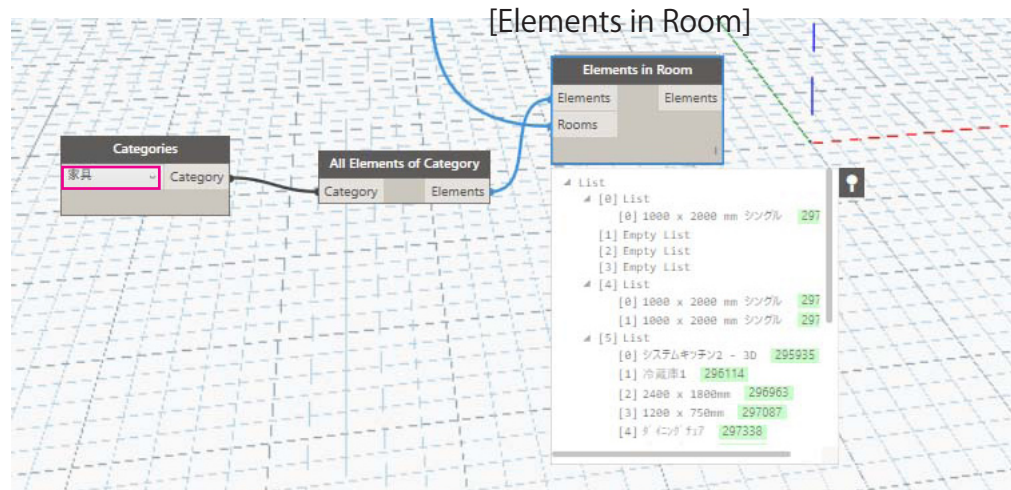 [Elements in Room]
Elements in Room
Elements Elements
Rooms
Categories
家具 Category
All Elements of Category
Category Elements
List
[0] List
[0] 1000 x 2000 mm シングル 297
[1] Empty List
[2] Empty List
[3] Empty List
[4] List
[0] 1000 x 2000 mm シングル 297
[1] 1000 x 2000 mm シングル 297
[5] List
[0] システムキッチン2 - 3D 295935
[1] 冷蔵庫1 296114
[2] 2400 x 1800mm 296963
[3] 1200 x 750mm 297087
[4] ダイニングチェア 297338